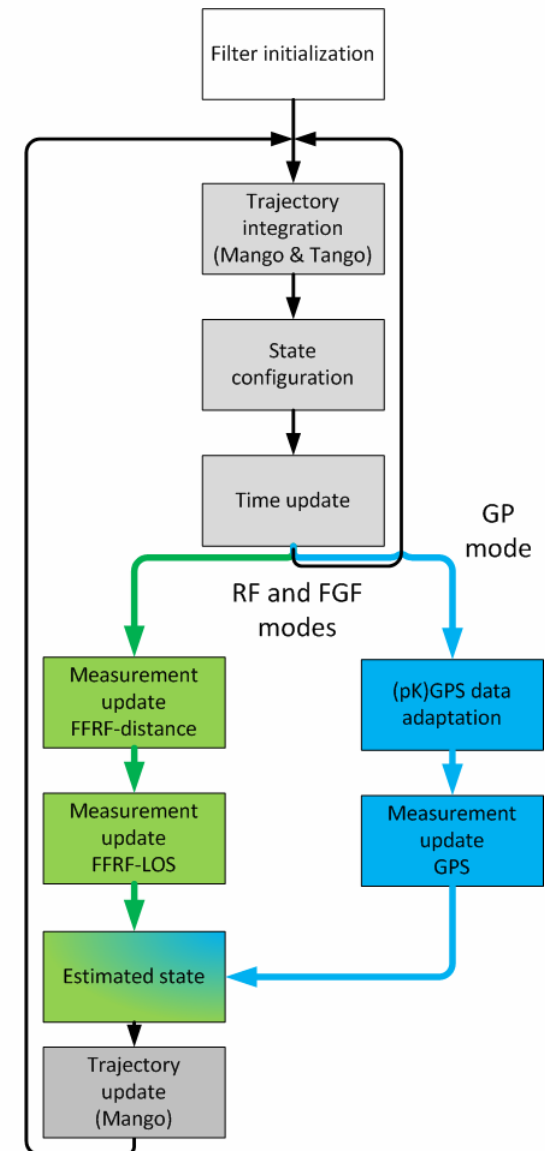 Filter initialization
Trajectory
integration
(Mango & Tango)
State
configuration
Time update
GP
mode
RF and FGF
modes
Measurement
update
FFRF-distance
(pK)GPS data
adaptation
Measurement
update
FFRF-LOS
Measurement
update
GPS
Estimated state
Trajectory
update
(Mango)